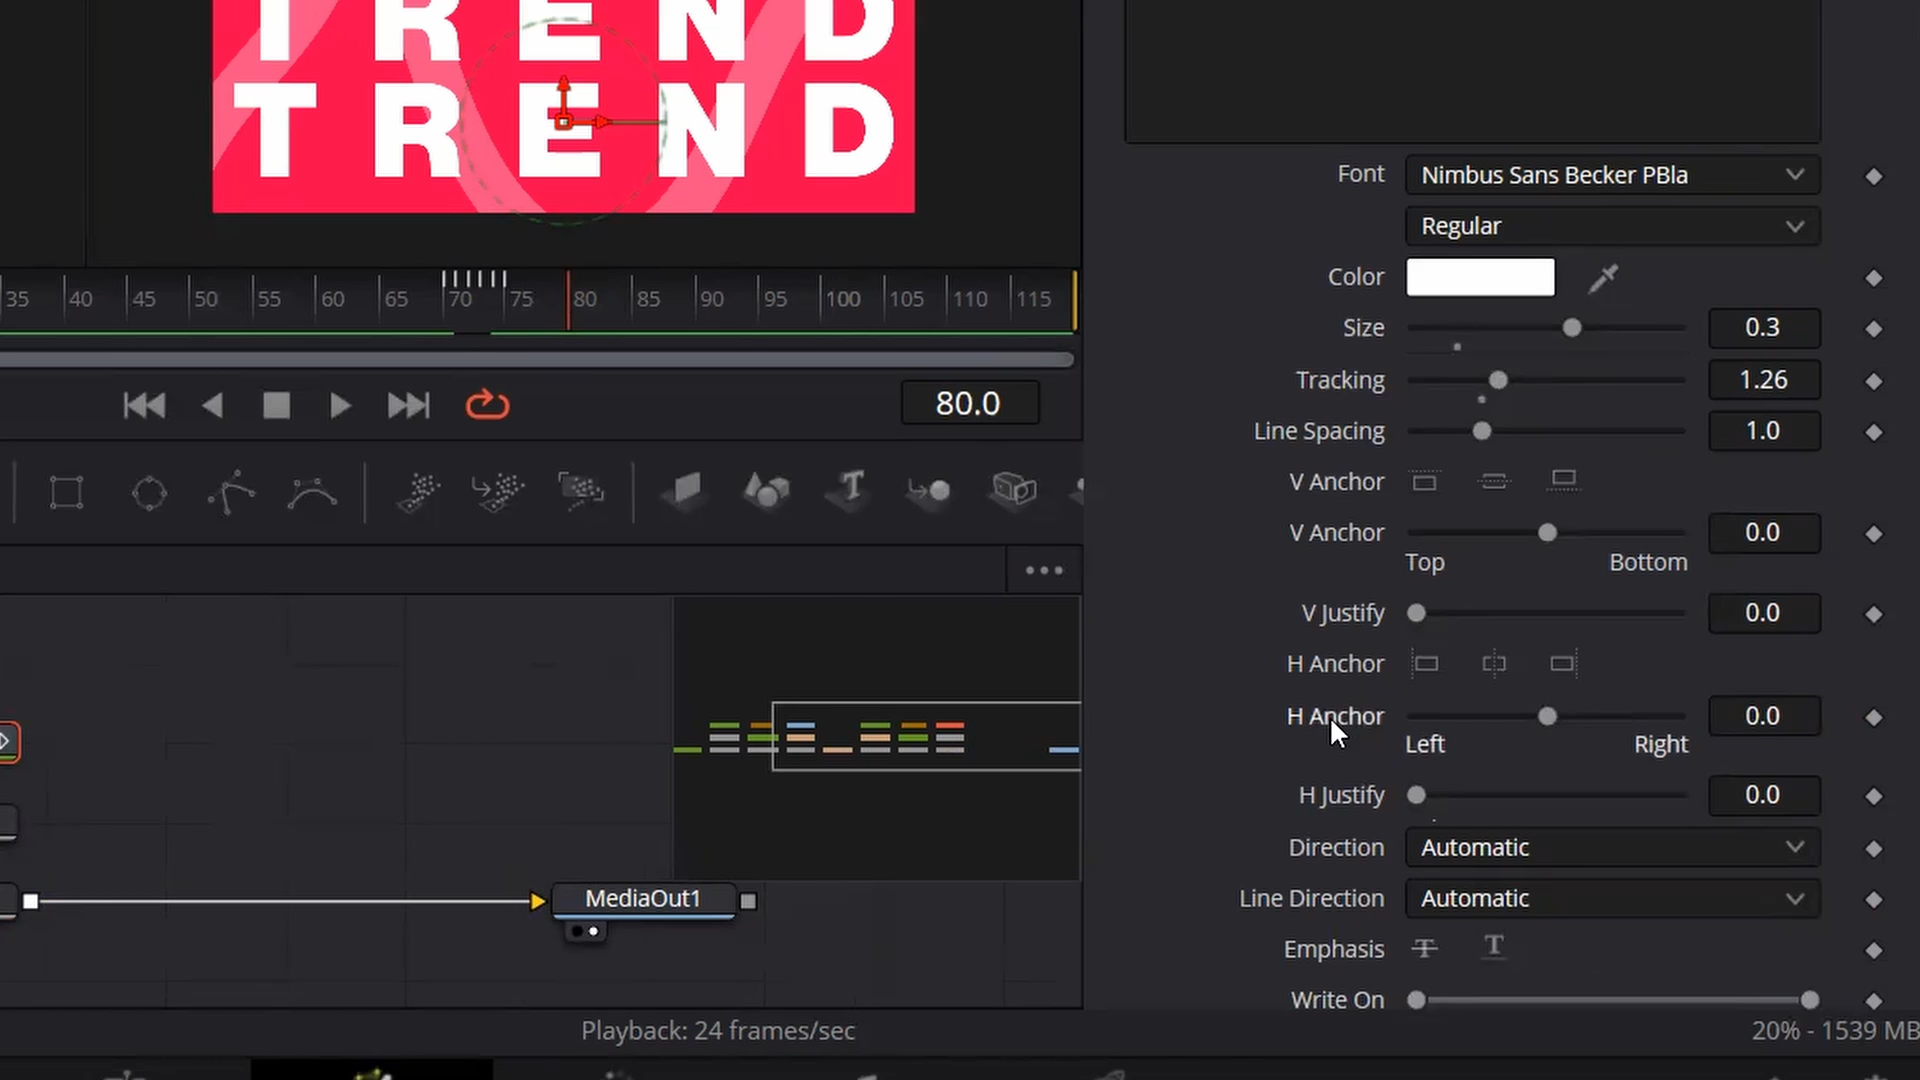 TREND
TREND
Font Nimbus Sans Becker PBla
Regular
Color
35 40 45 50 55 60 65 70 75 80 85 90 95 100 105 110 115
Size 0.3
Tracking 1.26
80.0
Line Spacing 1.0
V Anchor
V Anchor 0.0
Top Bottom
V Justify 0.0
H Anchor
H Anchor 0.0
Left Right
H Justify 0.0
Direction Automatic
MediaOut1
Line Direction Automatic
Emphasis
Write On
Playback: 24 frames/sec
20% - 1539 MB